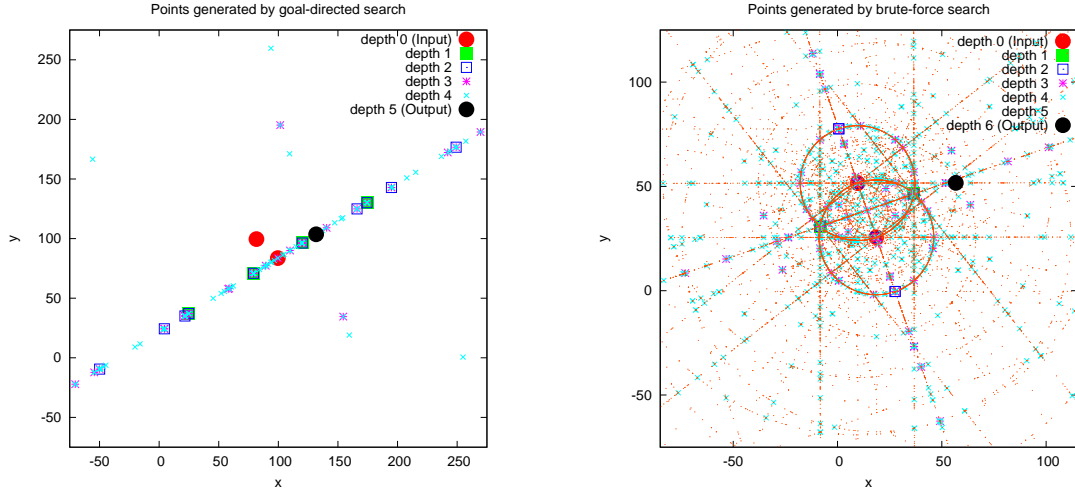 Points generated by goal-directed search
depth 0 (Input)
depth 1
depth 2
depth 3
depth 4
depth 5 (Output)
250
200
150
100
50
0
-50
y
-50 0 50 100 150 200 250
x
Points generated by brute-force search
depth 0 (Input)
depth 1
depth 2
depth 3
depth 4
depth 5
depth 6 (Output)
100
50
0
-50
y
-50 0 50 100
x